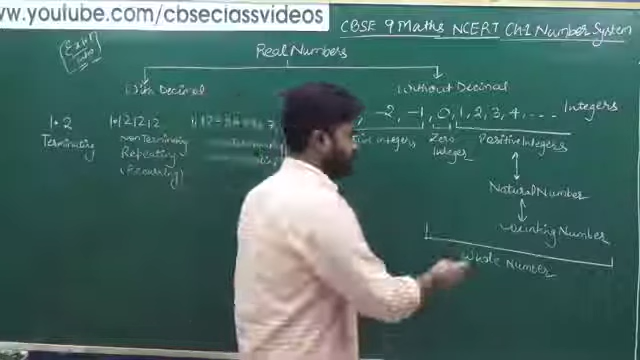 www.youtube.com/cbseclassvideos
CBSE 9 Maths NCERT Ch1 Number System
Real Numbers
With Decimal
Without Decimal
1.2
1.121212
-2, -1, 0, 1, 2, 3, 4, ....
Integers
Terminating
non Terminating
Repeating
(Recurring)
integers
Zero
Integer
Positive integers
Natural Number
Counting Number
Whole Number